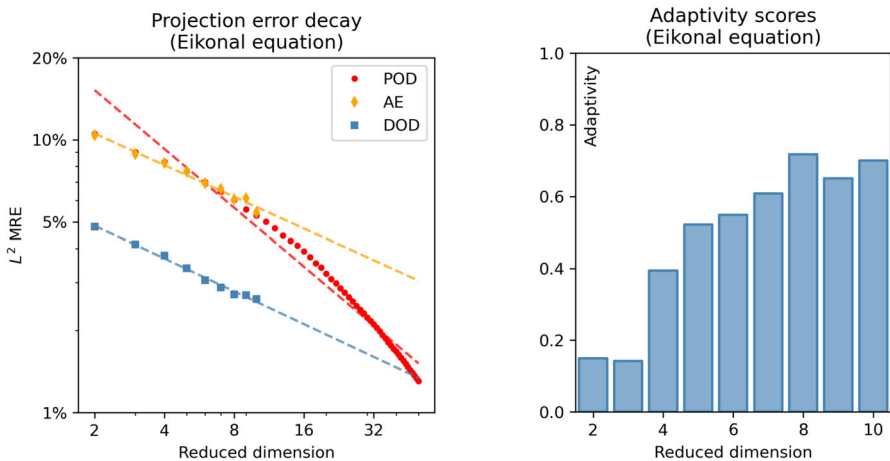 Projection error decay
(Eikonal equation)
20%
10%
5%
1%
L² MRE
POD
AE
DOD
2
4
8
16
32
Reduced dimension
Adaptivity scores
(Eikonal equation)
1.0
0.8
0.6
0.4
0.2
0.0
Adaptivity
2
4
6
8
10
Reduced dimension